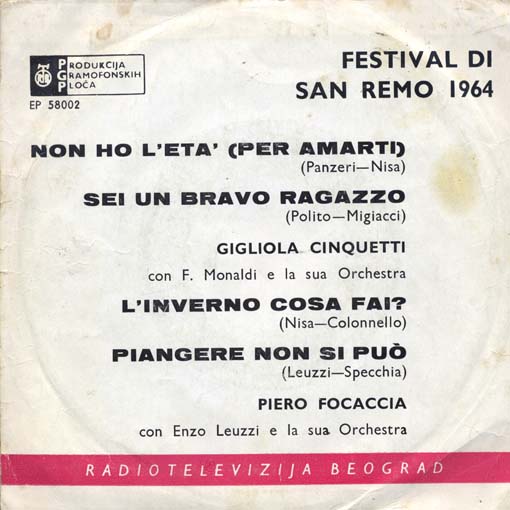 PGP
PRODUKCIJA
GRAMOFONSKIH
PLOČA
EP 58002
FESTIVAL DI
SAN REMO 1964
NON HO L'ETA' (PER AMARTI)
(Panzeri—Nisa)
SEI UN BRAVO RAGAZZO
(Polito—Migiacci)
GIGLIOLA CINQUETTI
con F. Monaldi e la sua Orchestra
L'INVERNO COSA FAI?
(Nisa—Colonnello)
PIANGERE NON SI PUÒ
(Leuzzi—Specchia)
PIERO FOCACCIA
con Enzo Leuzzi e la sua Orchestra
RADIOTELEVIZIJA BEOGRAD